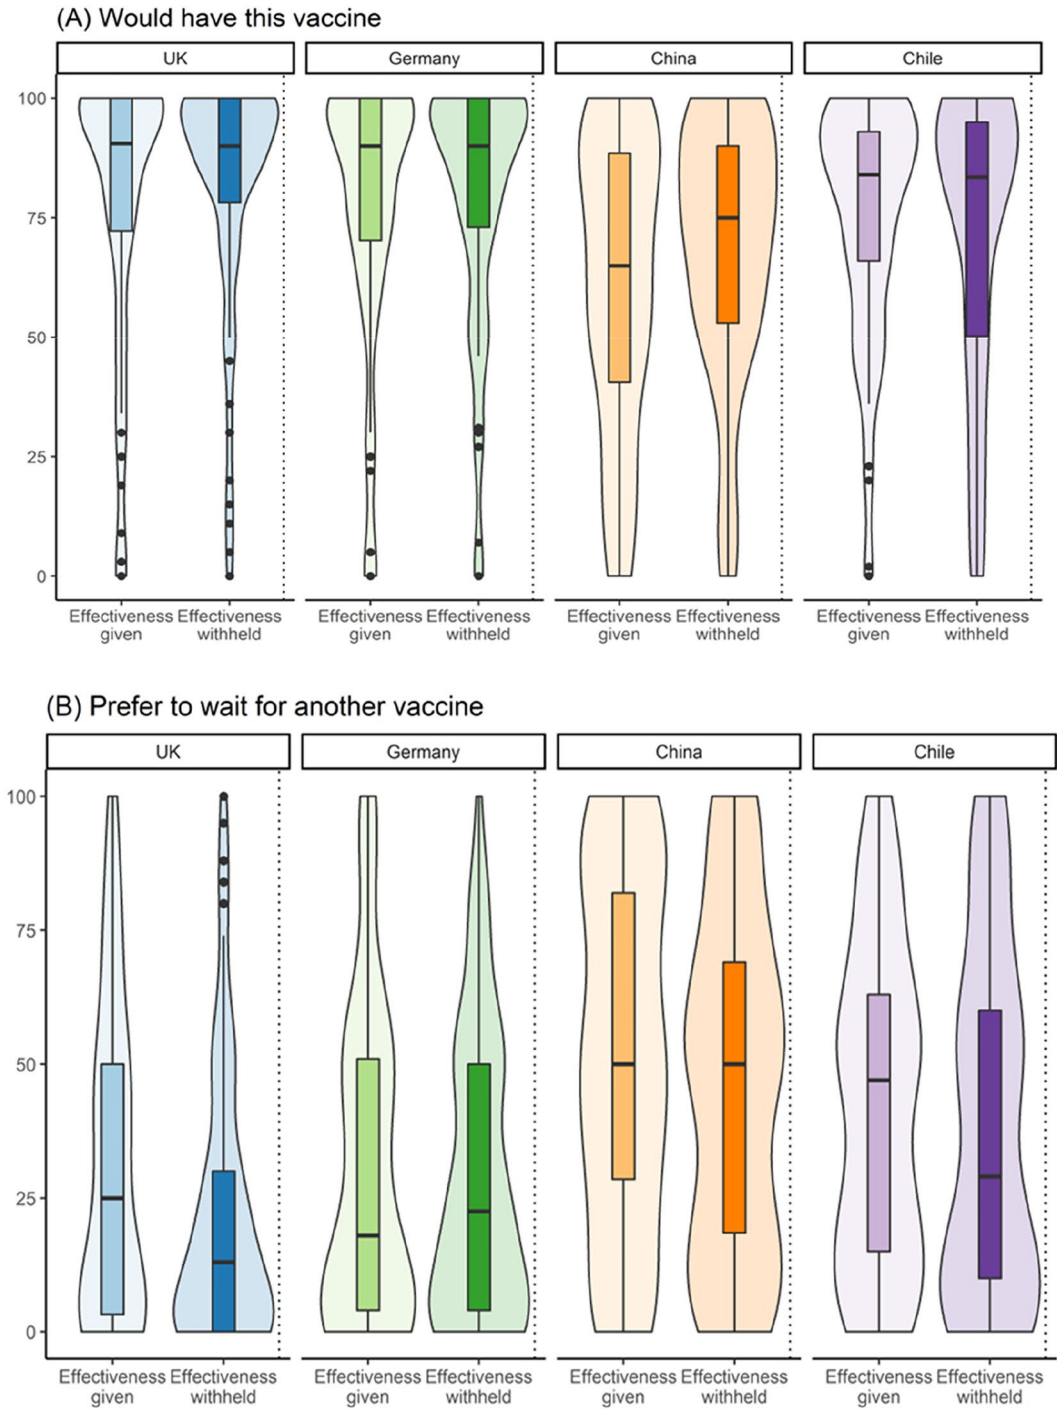 (A) Would have this vaccine
UK Germany China Chile
100
75
50
25
0
Effectiveness given Effectiveness withheld Effectiveness given Effectiveness withheld Effectiveness given Effectiveness withheld Effectiveness given Effectiveness withheld
(B) Prefer to wait for another vaccine
UK Germany China Chile
100
75
50
25
0
Effectiveness given Effectiveness withheld Effectiveness given Effectiveness withheld Effectiveness given Effectiveness withheld Effectiveness given Effectiveness withheld